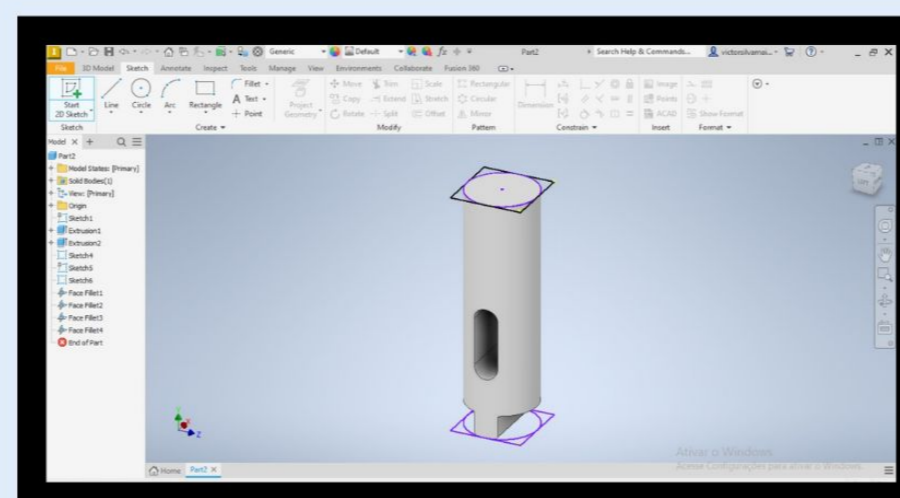 Generic Default Part2 Search Help & Commands... victorsilvamai...
File 3D Model Sketch Annotate Inspect Tools Manage View Environments Collaborate Fusion 360
Start 2D Sketch Line Circle Arc Rectangle Fillet Text Point Project Geometry Move Copy Rotate Trim Extend Split Scale Stretch Offset Rectangular Circular Mirror Dimension Image Points ACAD Show Format
Sketch Create Modify Pattern Constrain Insert Format
Model
Part2
Model States: [Primary]
Solid Bodies(1)
View: [Primary]
Origin
Sketch1
Extrusion1
Extrusion2
Sketch4
Sketch5
Sketch6
Face Fillet1
Face Fillet2
Face Fillet3
Face Fillet4
End of Part
Y
Z
Ativar o Windows
Acesse Configurações para ativar o Windows.
Home Part2